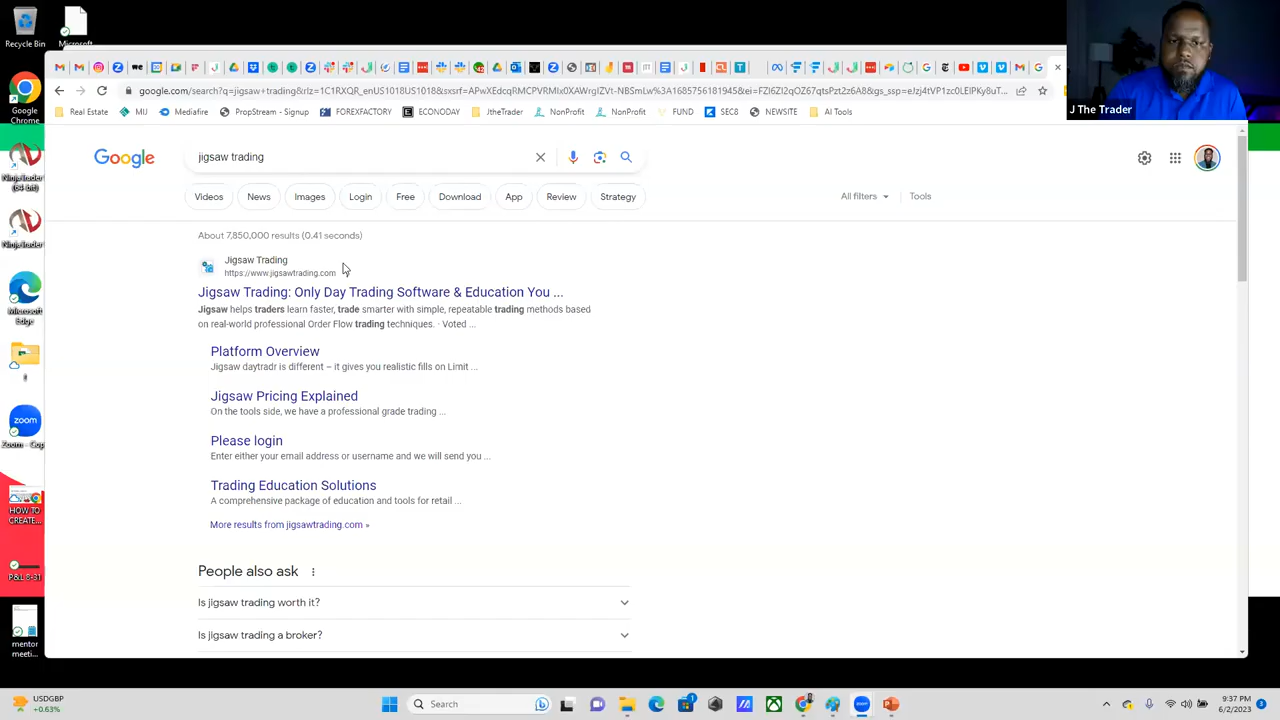 Recycle Bin
Microsoft
J The Trader
google.com/search?q=jigsaw+trading&rlz=1C1RXQR_enUS1018US1018&sxsrf=
Real Estate
MIJ
Mediafire
PropStream - Signup
FOREXFACTORY
ECONODAY
JtheTrader
NonProfit
NonProfit
FUND
SEC8
NEWSITE
AI Tools
Google Chrome
NinjaTrader (64-bit)
NinjaTrader
Microsoft Edge
Zoom
HOW TO CREATE...
P&L 8-31
mentor meeti...
Google
jigsaw trading
Videos
News
Images
Login
Free
Download
App
Review
Strategy
All filters
Tools
About 7,850,000 results (0.41 seconds)
Jigsaw Trading
https://www.jigsawtrading.com
Jigsaw Trading: Only Day Trading Software & Education You ...
Jigsaw helps traders learn faster, trade smarter with simple, repeatable trading methods based
on real-world professional Order Flow trading techniques. · Voted ...
Platform Overview
Jigsaw daytradr is different – it gives you realistic fills on Limit ...
Jigsaw Pricing Explained
On the tools side, we have a professional grade trading ...
Please login
Enter either your email address or username and we will send you ...
Trading Education Solutions
A comprehensive package of education and tools for retail ...
More results from jigsawtrading.com »
People also ask
Is jigsaw trading worth it?
Is jigsaw trading a broker?
USDGBP
+0.63%
Search
9:37 PM
6/2/2023